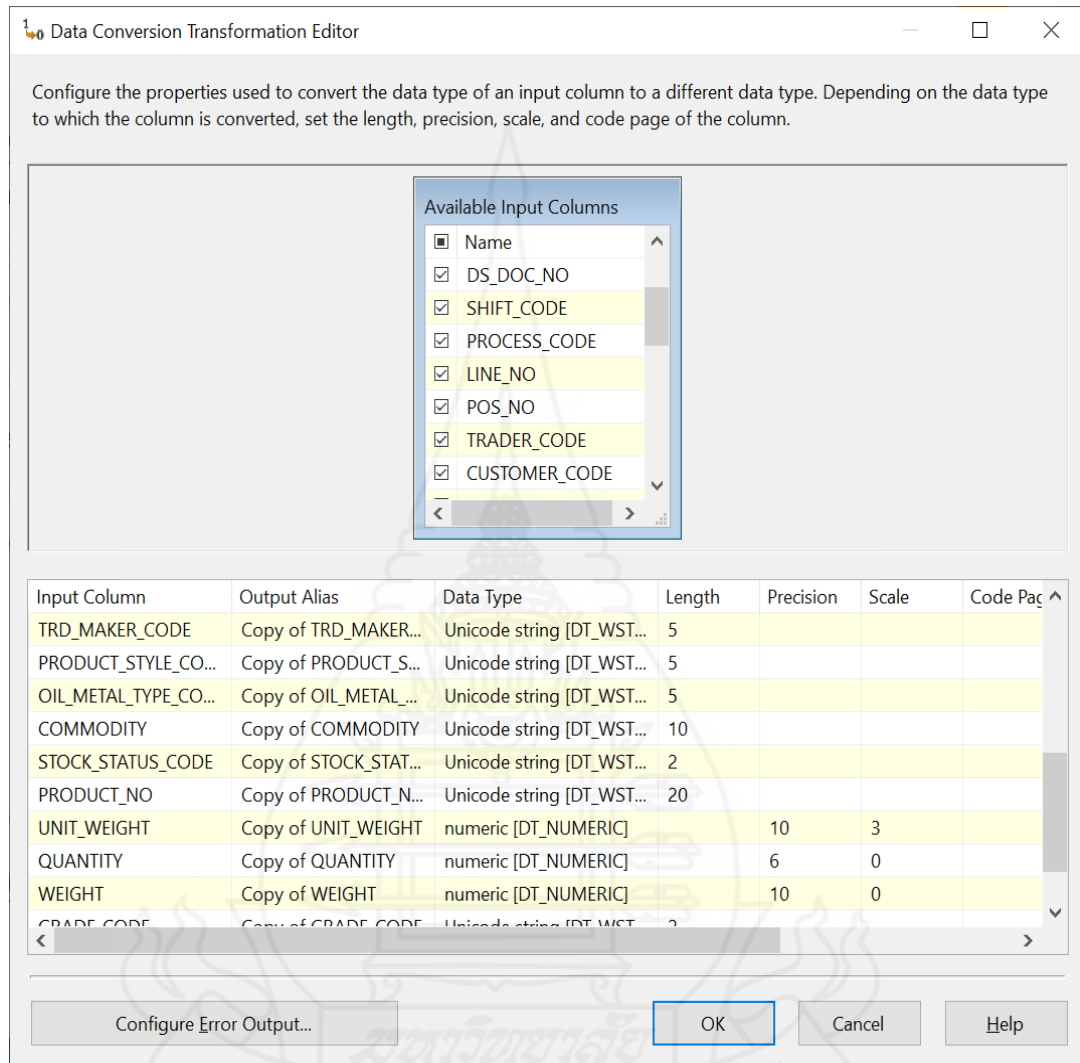 Data Conversion Transformation Editor
Configure the properties used to convert the data type of an input column to a different data type. Depending on the data type
to which the column is converted, set the length, precision, scale, and code page of the column.
Available Input Columns
Name
DS_DOC_NO
SHIFT_CODE
PROCESS_CODE
LINE_NO
POS_NO
TRADER_CODE
CUSTOMER_CODE
Input Column Output Alias Data Type Length Precision Scale Code Pag
TRD_MAKER_CODE Copy of TRD_MAKER... Unicode string [DT_WST... 5
PRODUCT_STYLE_CO... Copy of PRODUCT_S... Unicode string [DT_WST... 5
OIL_METAL_TYPE_CO... Copy of OIL_METAL_... Unicode string [DT_WST... 5
COMMODITY Copy of COMMODITY Unicode string [DT_WST... 10
STOCK_STATUS_CODE Copy of STOCK_STAT... Unicode string [DT_WST... 2
PRODUCT_NO Copy of PRODUCT_N... Unicode string [DT_WST... 20
UNIT_WEIGHT Copy of UNIT_WEIGHT numeric [DT_NUMERIC] 10 3
QUANTITY Copy of QUANTITY numeric [DT_NUMERIC] 6 0
WEIGHT Copy of WEIGHT numeric [DT_NUMERIC] 10 0
GRADE_CODE Copy of GRADE_CODE Unicode string [DT_WST...
Configure Error Output... OK Cancel Help